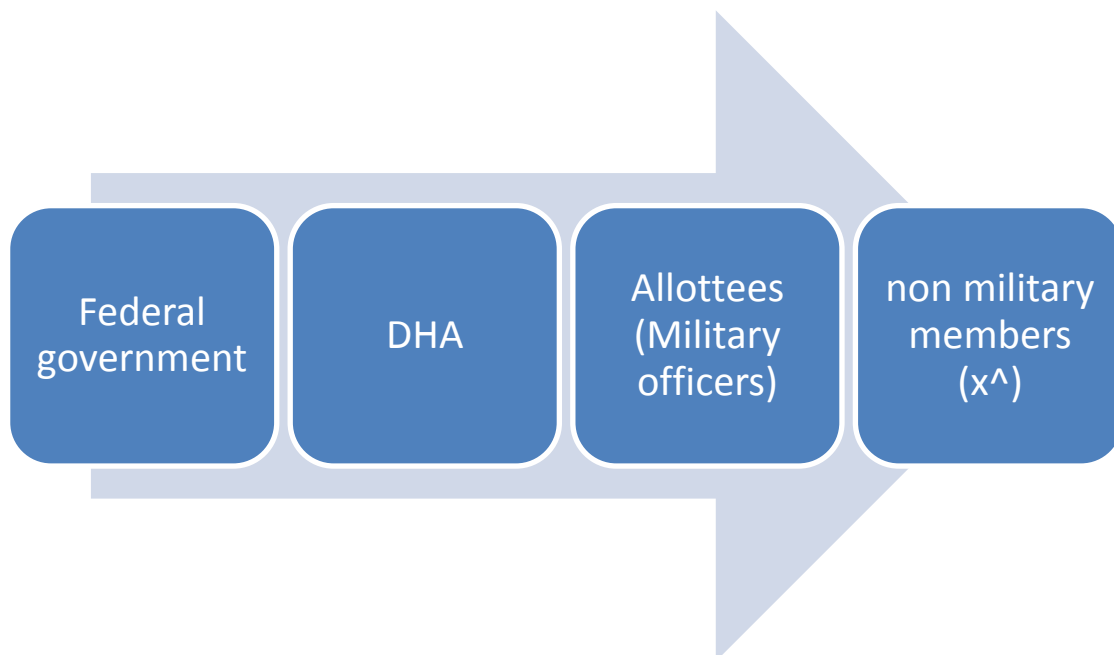 Federal
government
DHA
Allottees
(Military
officers)
non military
members
(x^)